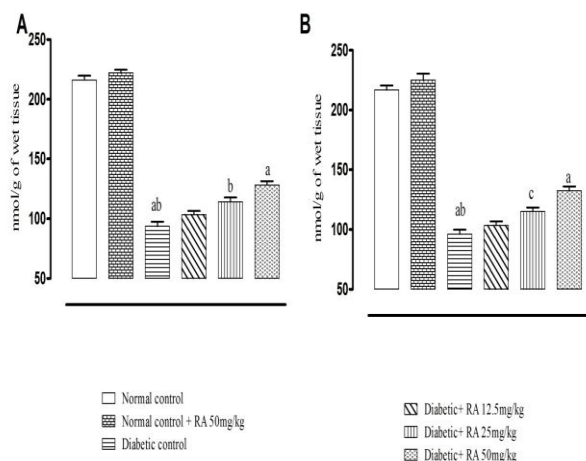 A
250
200
150
100
50
nmol/g of wet tissue
ab
b
a
B
250
200
150
100
50
nmol/g of wet tissue
ab
c
a
Normal control
Normal control + RA 50mg/kg
Diabetic control
Diabetic+ RA 12.5mg/kg
Diabetic+ RA 25mg/kg
Diabetic+ RA 50mg/kg